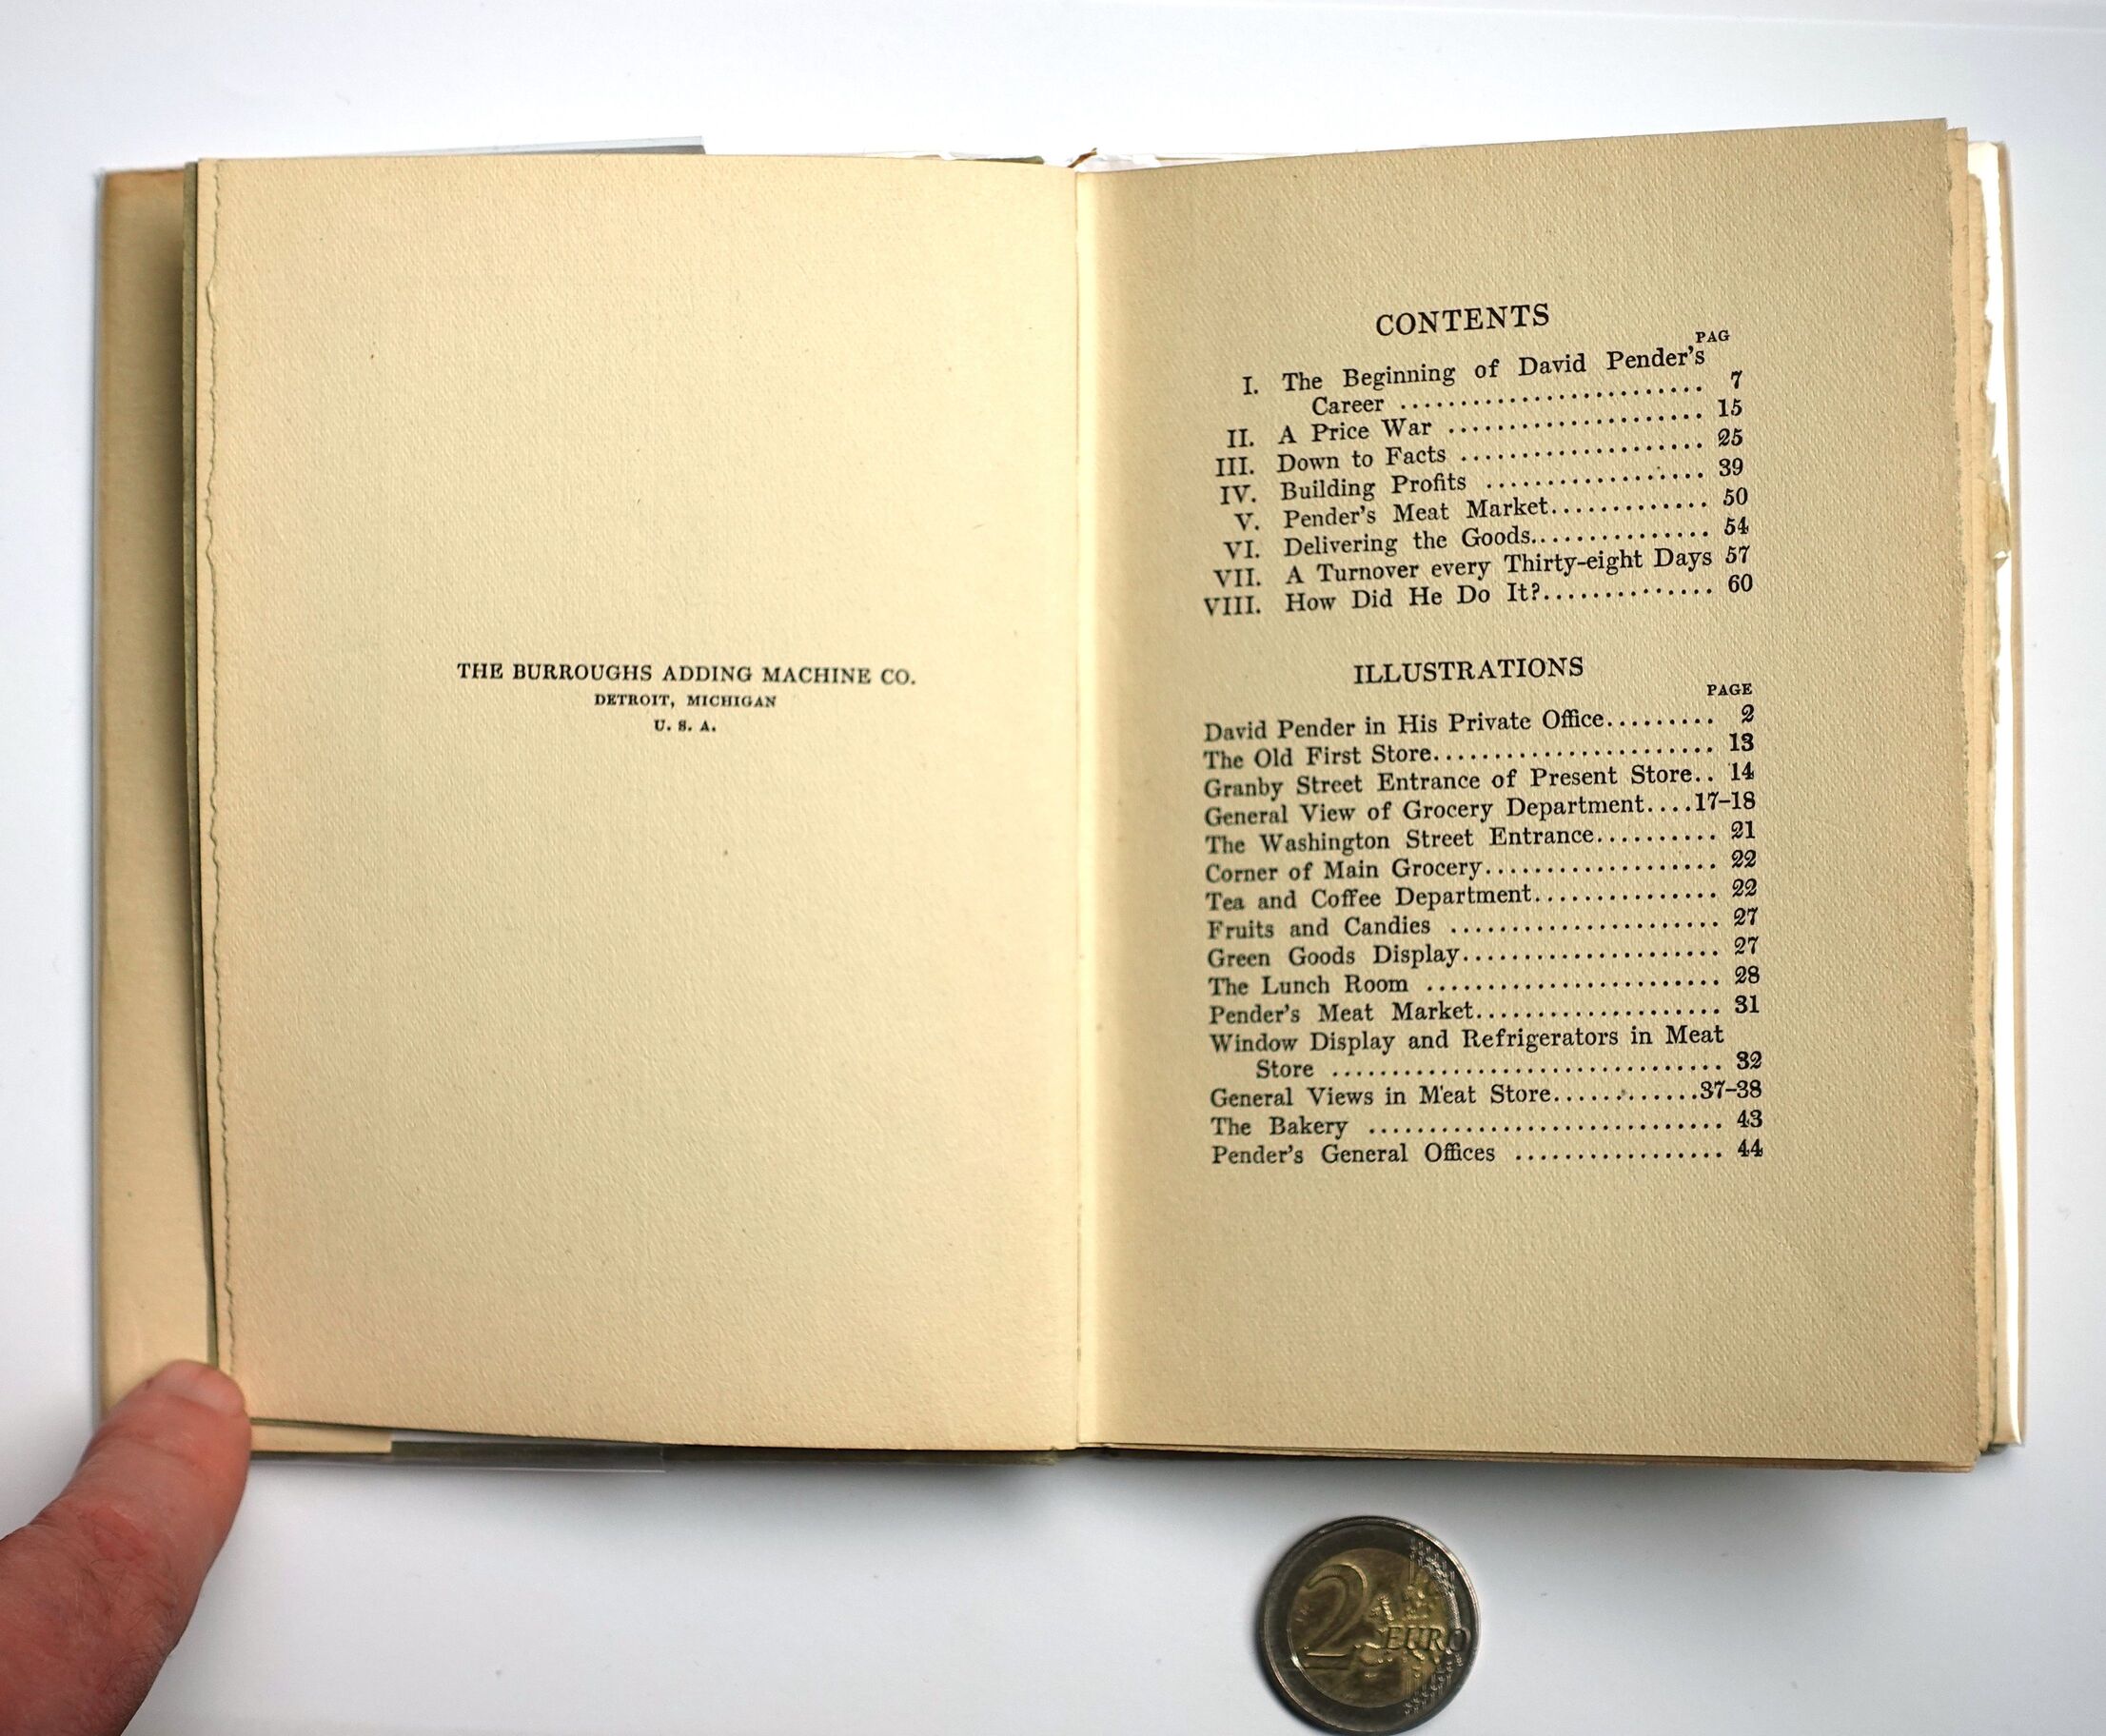 THE BURROUGHS ADDING MACHINE CO.
DETROIT, MICHIGAN
U. S. A.
CONTENTS
PAG
I. The Beginning of David Pender's
Career ......................... 7
II. A Price War ..................... 15
III. Down to Facts .................... 25
IV. Building Profits .................. 39
V. Pender's Meat Market............. 50
VI. Delivering the Goods............... 54
VII. A Turnover every Thirty-eight Days 57
VIII. How Did He Do It?.............. 60
ILLUSTRATIONS
PAGE
David Pender in His Private Office......... 2
The Old First Store....................... 13
Granby Street Entrance of Present Store.. 14
General View of Grocery Department....17-18
The Washington Street Entrance.......... 21
Corner of Main Grocery................... 22
Tea and Coffee Department............... 22
Fruits and Candies ...................... 27
Green Goods Display..................... 27
The Lunch Room ........................ 28
Pender's Meat Market.................... 31
Window Display and Refrigerators in Meat
Store ................................ 32
General Views in Meat Store............37-38
The Bakery ............................. 43
Pender's General Offices ................. 44
2
EURO